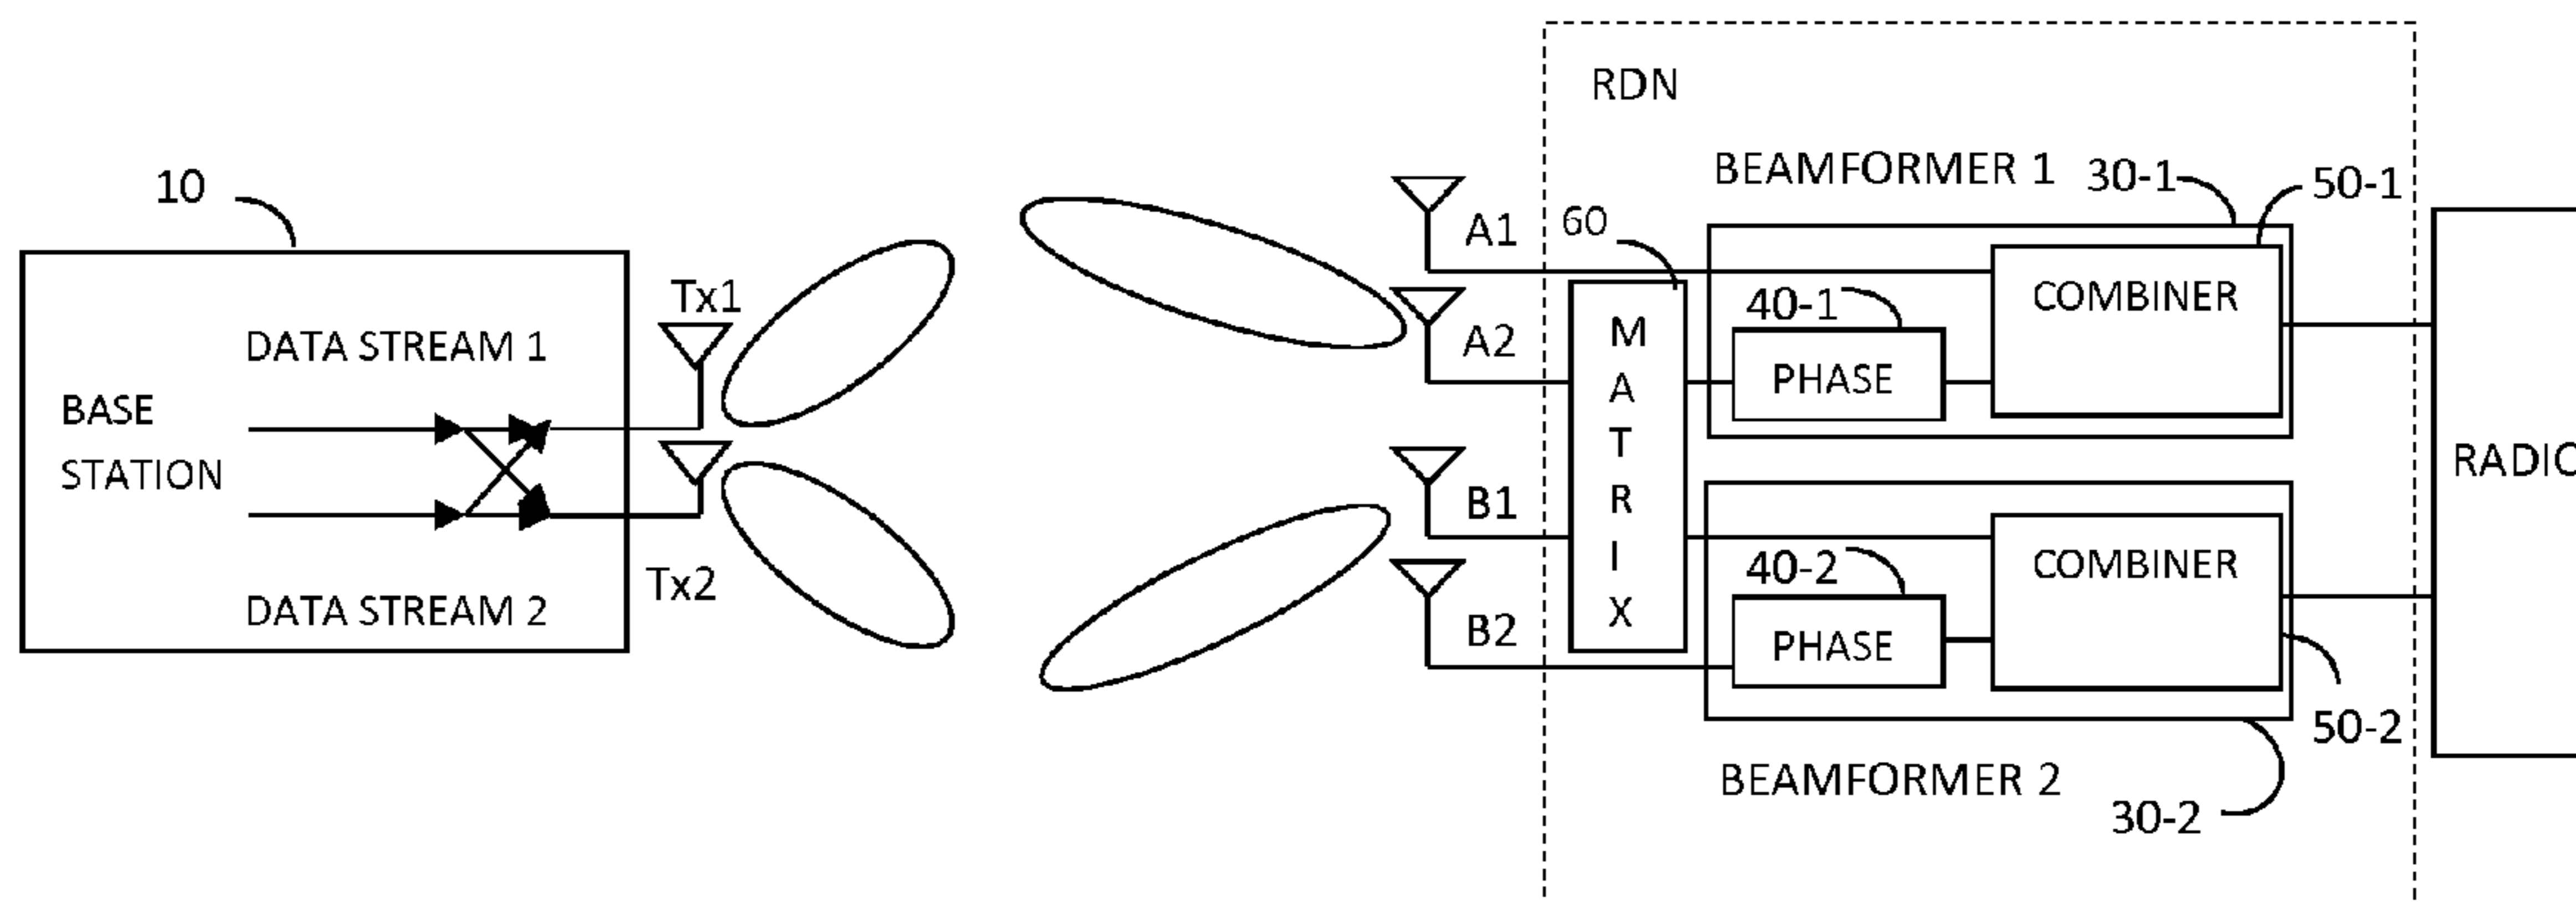 RDN
BEAMFORMER 1
30-1
50-1
10
60
A1
Tx1
40-1
COMBINER
DATA STREAM 1
A2
M
A
T
R
I
X
PHASE
BASE
STATION
RADIO
B1
40-2
COMBINER
Tx2
DATA STREAM 2
B2
PHASE
50-2
BEAMFORMER 2
30-2